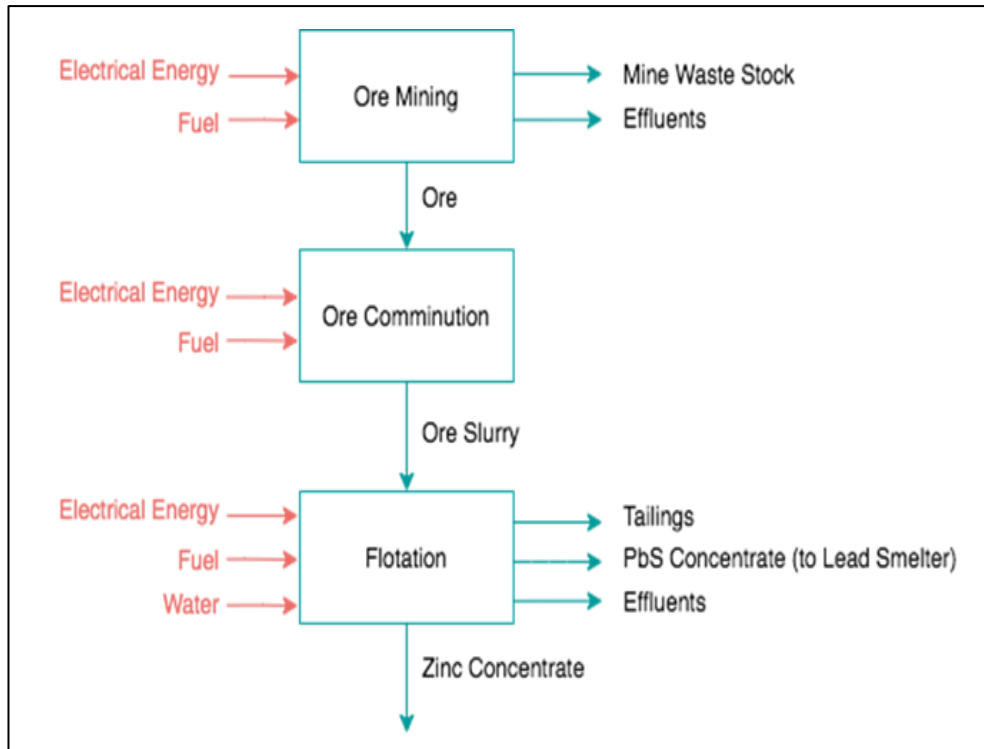 Electrical Energy
Fuel
Ore Mining
Mine Waste Stock
Effluents
Ore
Electrical Energy
Fuel
Ore Comminution
Ore Slurry
Electrical Energy
Fuel
Water
Flotation
Tailings
PbS Concentrate (to Lead Smelter)
Effluents
Zinc Concentrate